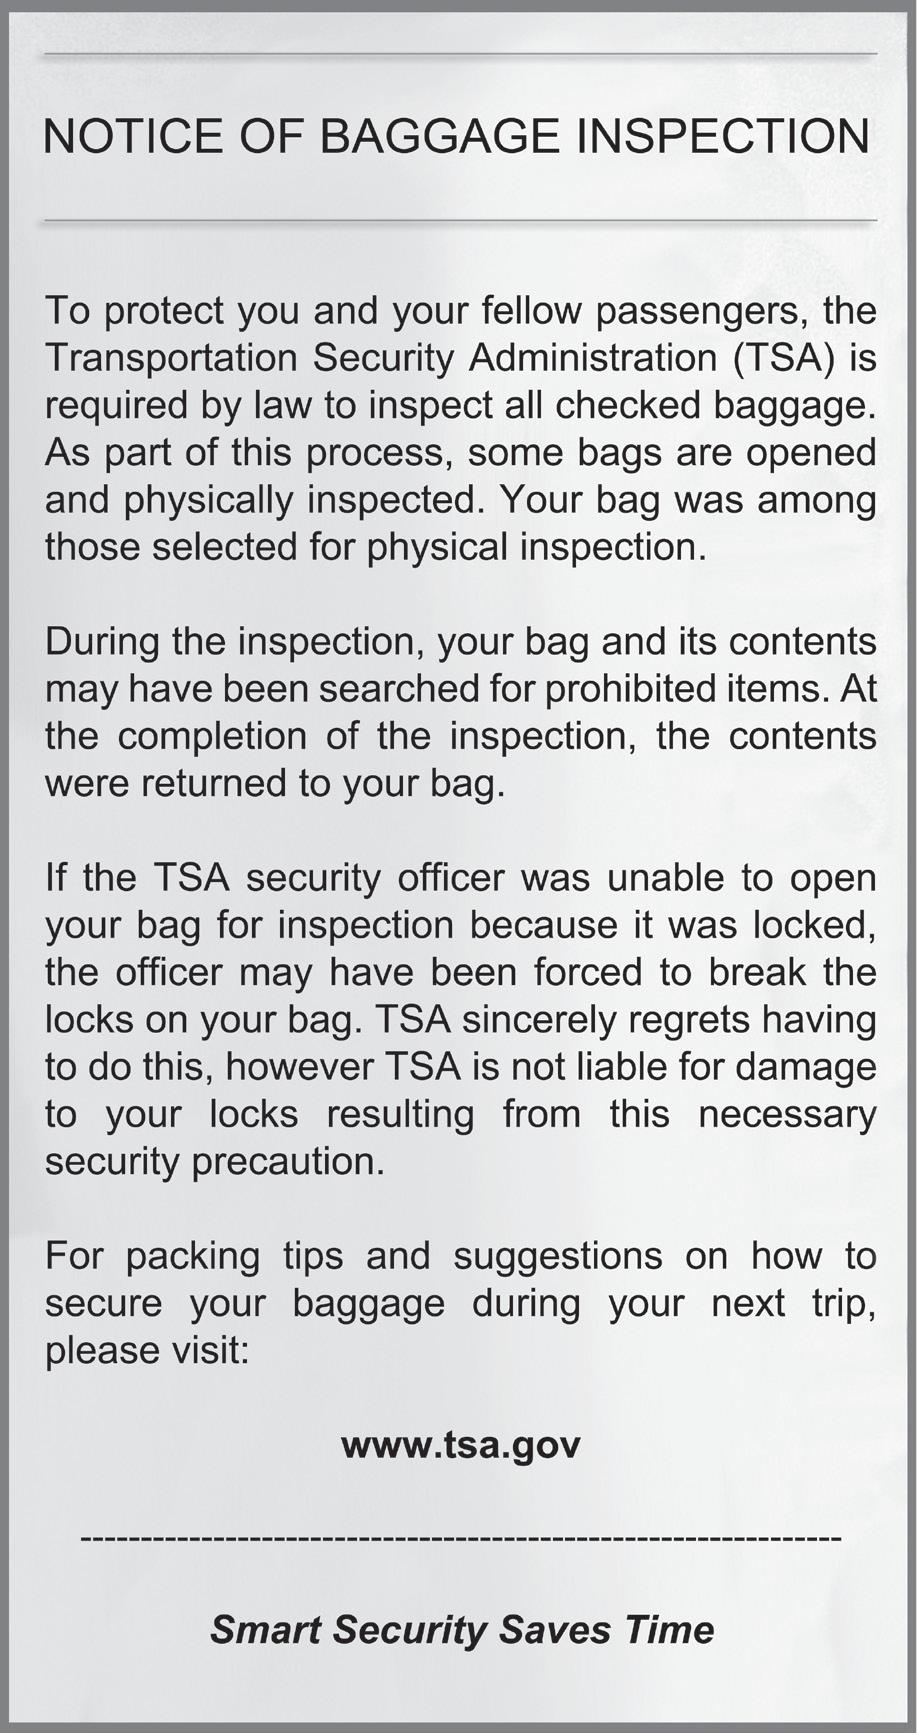 NOTICE OF BAGGAGE INSPECTION
To protect you and your fellow passengers, the
Transportation Security Administration (TSA) is
required by law to inspect all checked baggage.
As part of this process, some bags are opened
and physically inspected. Your bag was among
those selected for physical inspection.
During the inspection, your bag and its contents
may have been searched for prohibited items. At
the completion of the inspection, the contents
were returned to your bag.
If the TSA security officer was unable to open
your bag for inspection because it was locked,
the officer may have been forced to break the
locks on your bag. TSA sincerely regrets having
to do this, however TSA is not liable for damage
to your locks resulting from this necessary
security precaution.
For packing tips and suggestions on how to
secure your baggage during your next trip,
please visit:
www.tsa.gov
---------------------------------------------------------------
Smart Security Saves Time